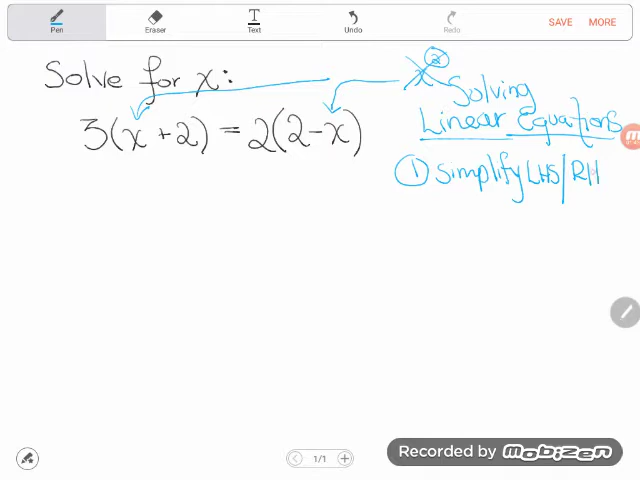 Pen
Eraser
Text
Undo
Redo
SAVE
MORE
Solve for x:
3(x+2) = 2(2-x)
x²
Solving
Linear Equations
① Simplify LHS/RH
1/1
Recorded by mobizen